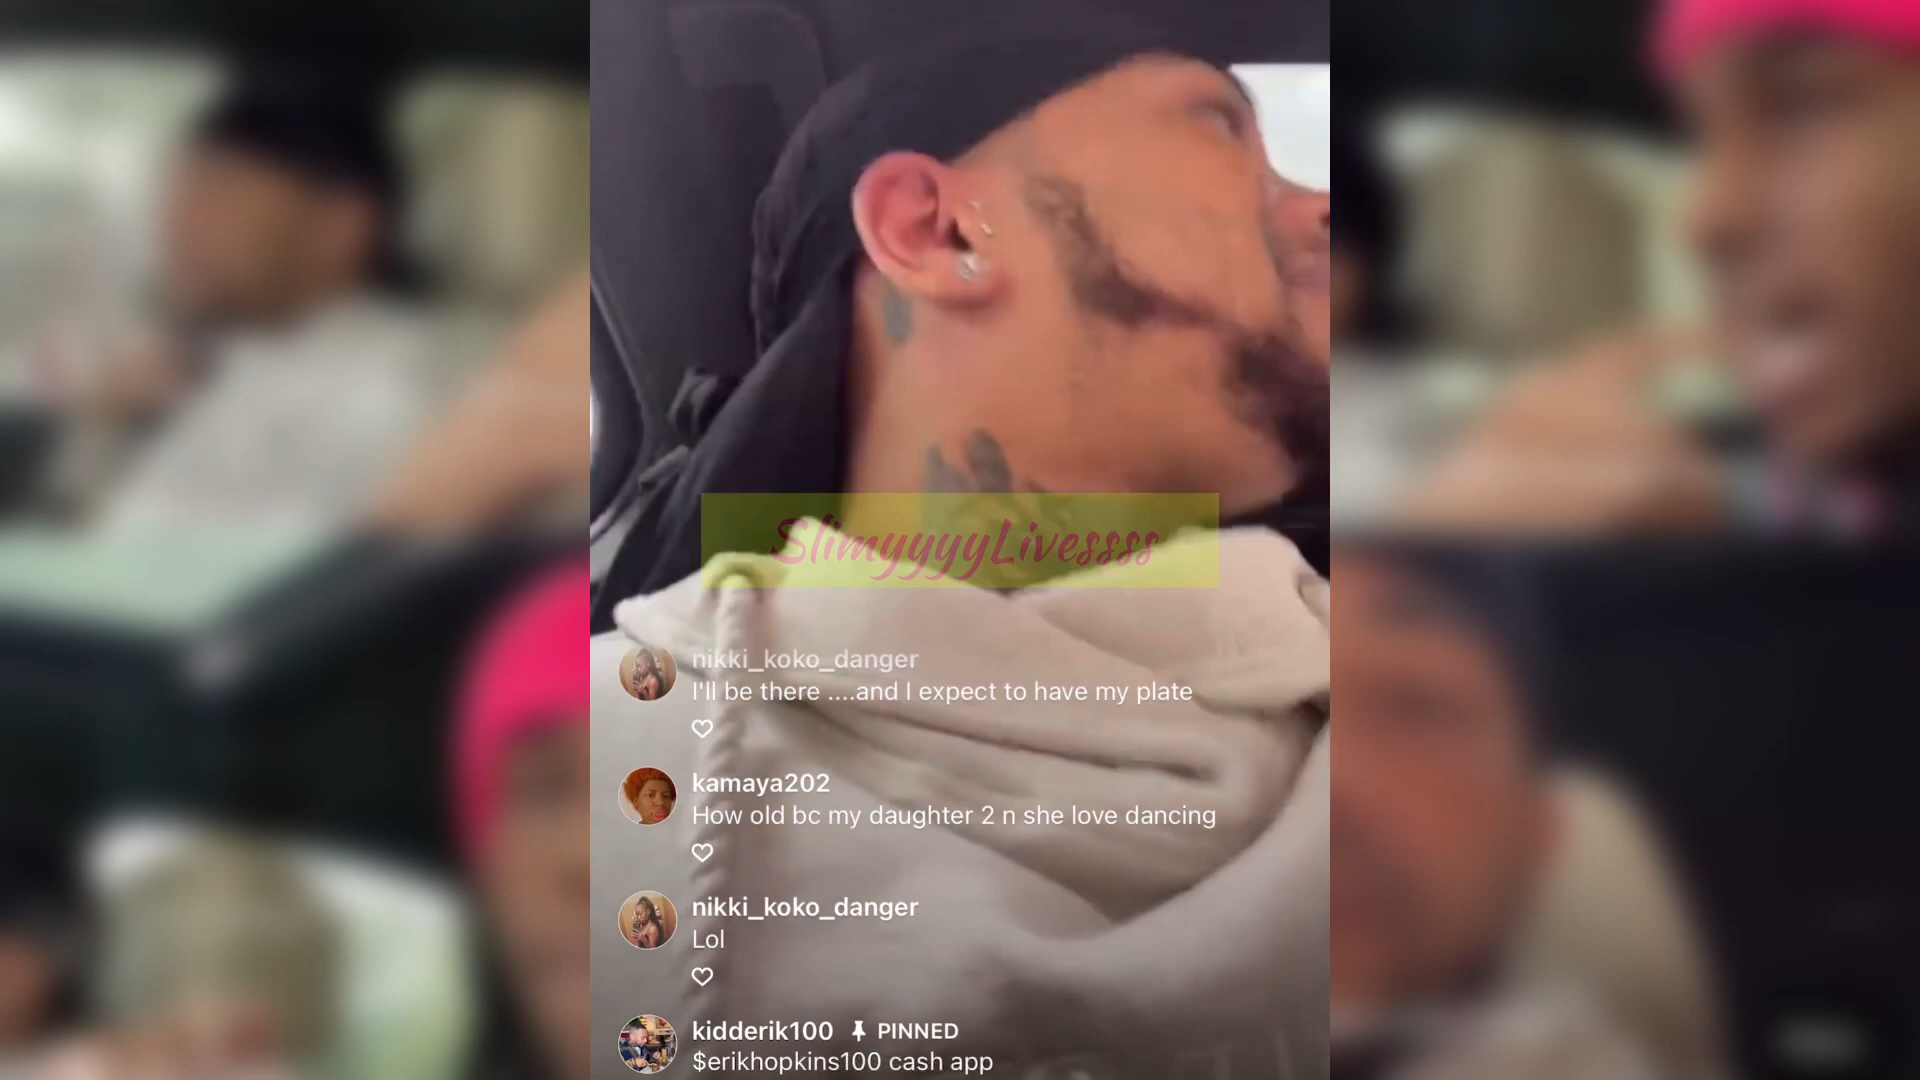 SlimyyyyLivessss
nikki_koko_danger
I'll be there ....and I expect to have my plate
kamaya202
How old bc my daughter 2 n she love dancing
nikki_koko_danger
Lol
kidderik100 PINNED
$erikhopkins100 cash app